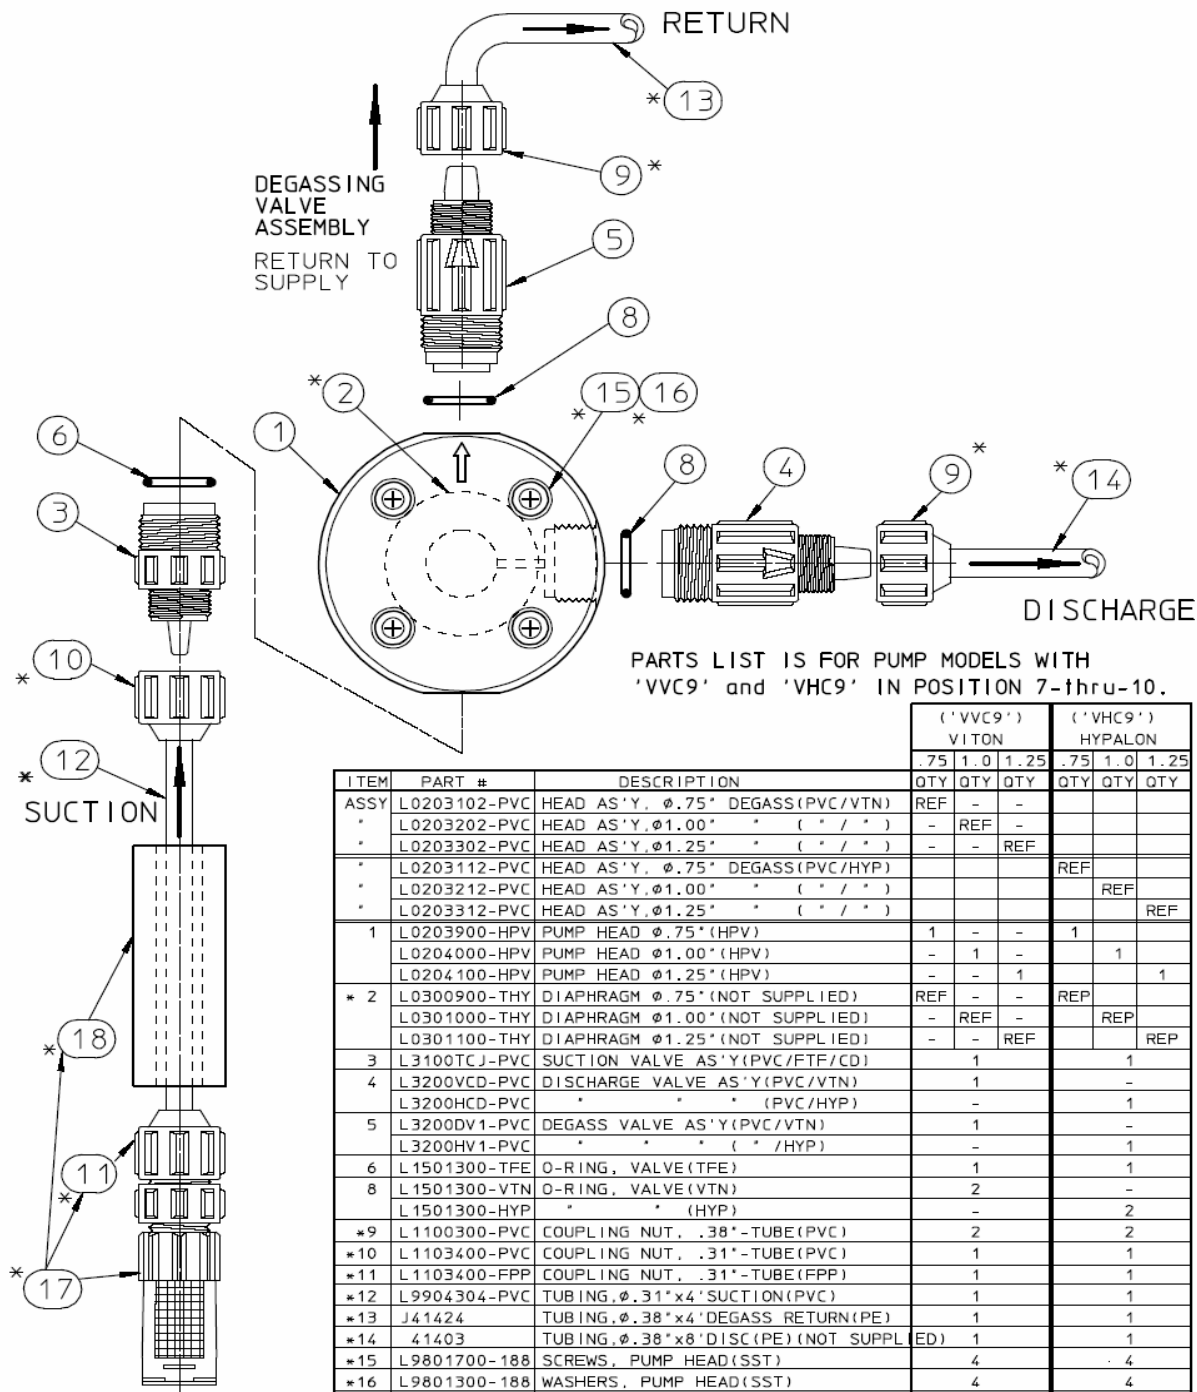 RETURN
* 13
9 *
DEGASSING
VALVE
ASSEMBLY
RETURN TO
SUPPLY
5
8
* 2
* 15 * 16
1
6
3
8
4
9 *
* 14
DISCHARGE
* 10
* 12
SUCTION
* 18
* 11
* 17
PARTS LIST IS FOR PUMP MODELS WITH
'VVC9' and 'VHC9' IN POSITION 7-thru-10.
('VVC9') ('VHC9')
VITON HYPALON
.75 1.0 1.25 .75 1.0 1.25
ITEM PART # DESCRIPTION QTY QTY QTY QTY QTY QTY
ASSY L0203102-PVC HEAD AS'Y, Ø.75" DEGASS(PVC/VTN) REF - -
" L0203202-PVC HEAD AS'Y,Ø1.00" " ( " / " ) - REF -
" L0203302-PVC HEAD AS'Y,Ø1.25" " ( " / " ) - - REF
" L0203112-PVC HEAD AS'Y, Ø.75" DEGASS(PVC/HYP) REF
" L0203212-PVC HEAD AS'Y,Ø1.00" " ( " / " ) REF
" L0203312-PVC HEAD AS'Y,Ø1.25" " ( " / " ) REF
1 L0203900-HPV PUMP HEAD Ø.75"(HPV) 1 - - 1
L0204000-HPV PUMP HEAD Ø1.00"(HPV) - 1 - 1
L0204100-HPV PUMP HEAD Ø1.25"(HPV) - - 1 1
* 2 L0300900-THY DIAPHRAGM Ø.75"(NOT SUPPLIED) REF - - REP
L0301000-THY DIAPHRAGM Ø1.00"(NOT SUPPLIED) - REF - REP
L0301100-THY DIAPHRAGM Ø1.25"(NOT SUPPLIED) - - REF REP
3 L3100TCJ-PVC SUCTION VALVE AS'Y(PVC/FTF/CD) 1 1
4 L3200VCD-PVC DISCHARGE VALVE AS'Y(PVC/VTN) 1 -
L3200HCD-PVC " " " (PVC/HYP) - 1
5 L3200DV1-PVC DEGASS VALVE AS'Y(PVC/VTN) 1 -
L3200HV1-PVC " " " ( " /HYP) - 1
6 L1501300-TFE O-RING, VALVE(TFE) 1 1
8 L1501300-VTN O-RING, VALVE(VTN) 2 -
L1501300-HYP " " (HYP) - 2
*9 L1100300-PVC COUPLING NUT, .38"-TUBE(PVC) 2 2
*10 L1103400-PVC COUPLING NUT, .31"-TUBE(PVC) 1 1
*11 L1103400-FPP COUPLING NUT, .31"-TUBE(FPP) 1 1
*12 L9904304-PVC TUBING,Ø.31"x4'SUCTION(PVC) 1 1
*13 J41424 TUBING,Ø.38"x4'DEGASS RETURN(PE) 1 1
*14 41403 TUBING,Ø.38"x8'DISC(PE)(NOT SUPPLIED) 1 1
*15 L9801700-188 SCREWS, PUMP HEAD(SST) 4 4
*16 L9801300-188 WASHERS, PUMP HEAD(SST) 4 4